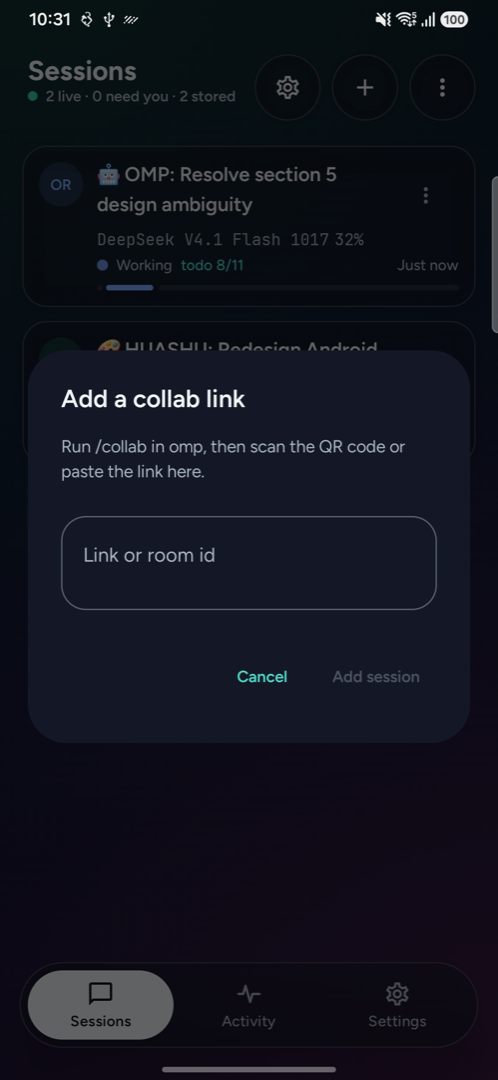 10:31
100
Sessions
2 live · 0 need you · 2 stored
OR
OMP: Resolve section 5
design ambiguity
DeepSeek V4.1 Flash 1017 32%
Working todo 8/11
Just now
HUASHU: Redesign Android
Add a collab link
Run /collab in omp, then scan the QR code or
paste the link here.
Link or room id
Cancel
Add session
Sessions
Activity
Settings